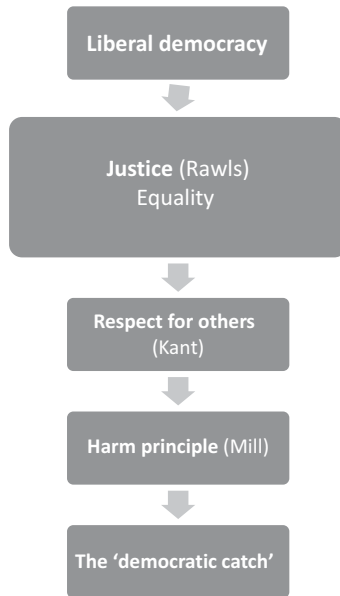 Liberal democracy
Justice (Rawls)
Equality
Respect for others
(Kant)
Harm principle (Mill)
The ‘democratic catch’